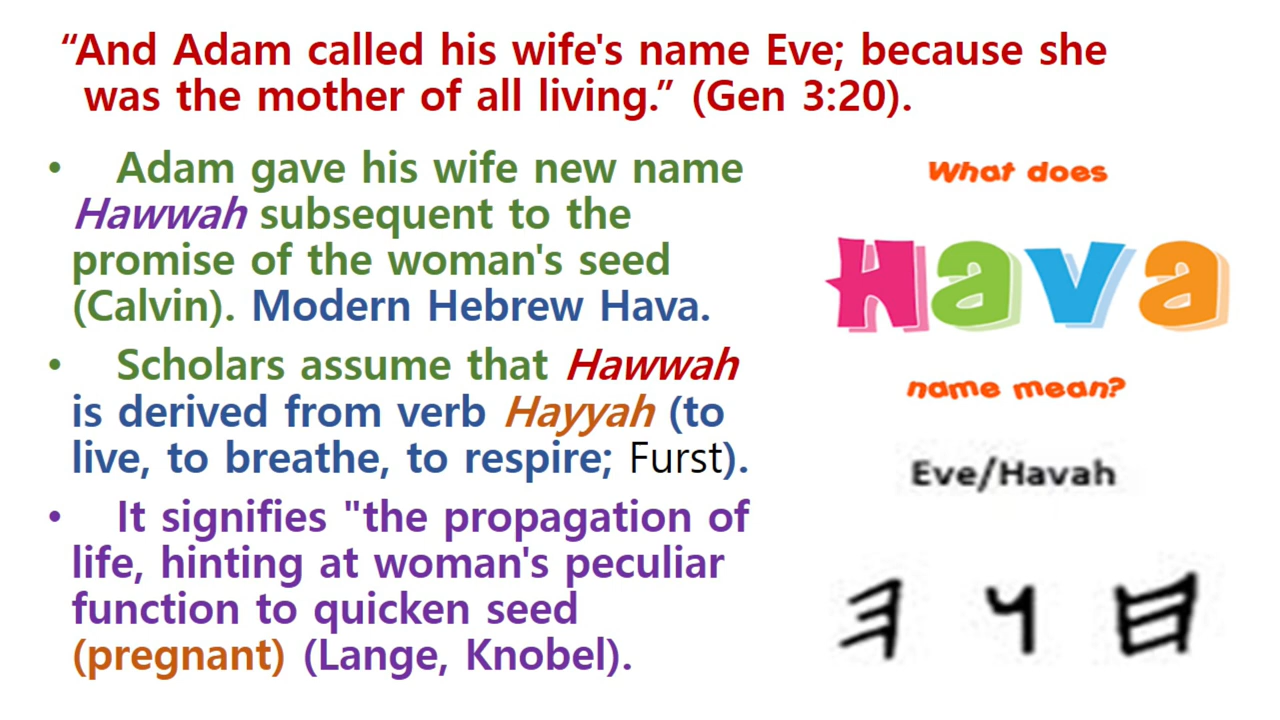 “And Adam called his wife's name Eve; because she
was the mother of all living.” (Gen 3:20).
• Adam gave his wife new name
Hawwah subsequent to the
promise of the woman's seed
(Calvin). Modern Hebrew Hava.
• Scholars assume that Hawwah
is derived from verb Hayyah (to
live, to breathe, to respire; Furst).
• It signifies "the propagation of
life, hinting at woman's peculiar
function to quicken seed
(pregnant) (Lange, Knobel).
What does
Hava
name mean?
Eve/Havah
𐤄 𐤅 𐤇